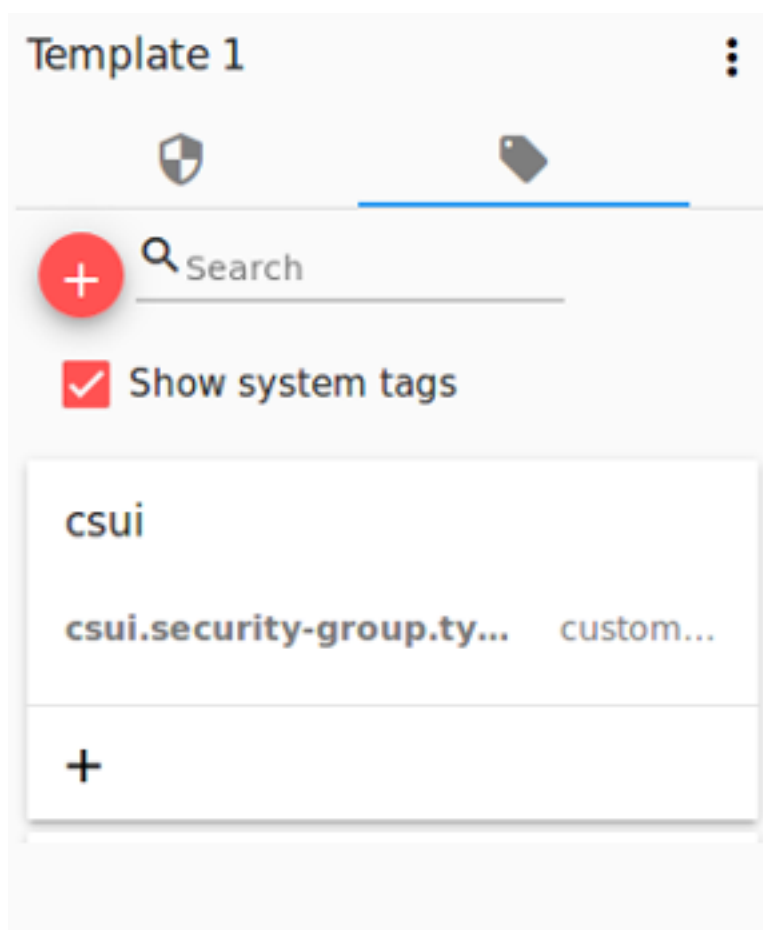 Template 1
Search
Show system tags
csui
csui.security-group.ty... custom...